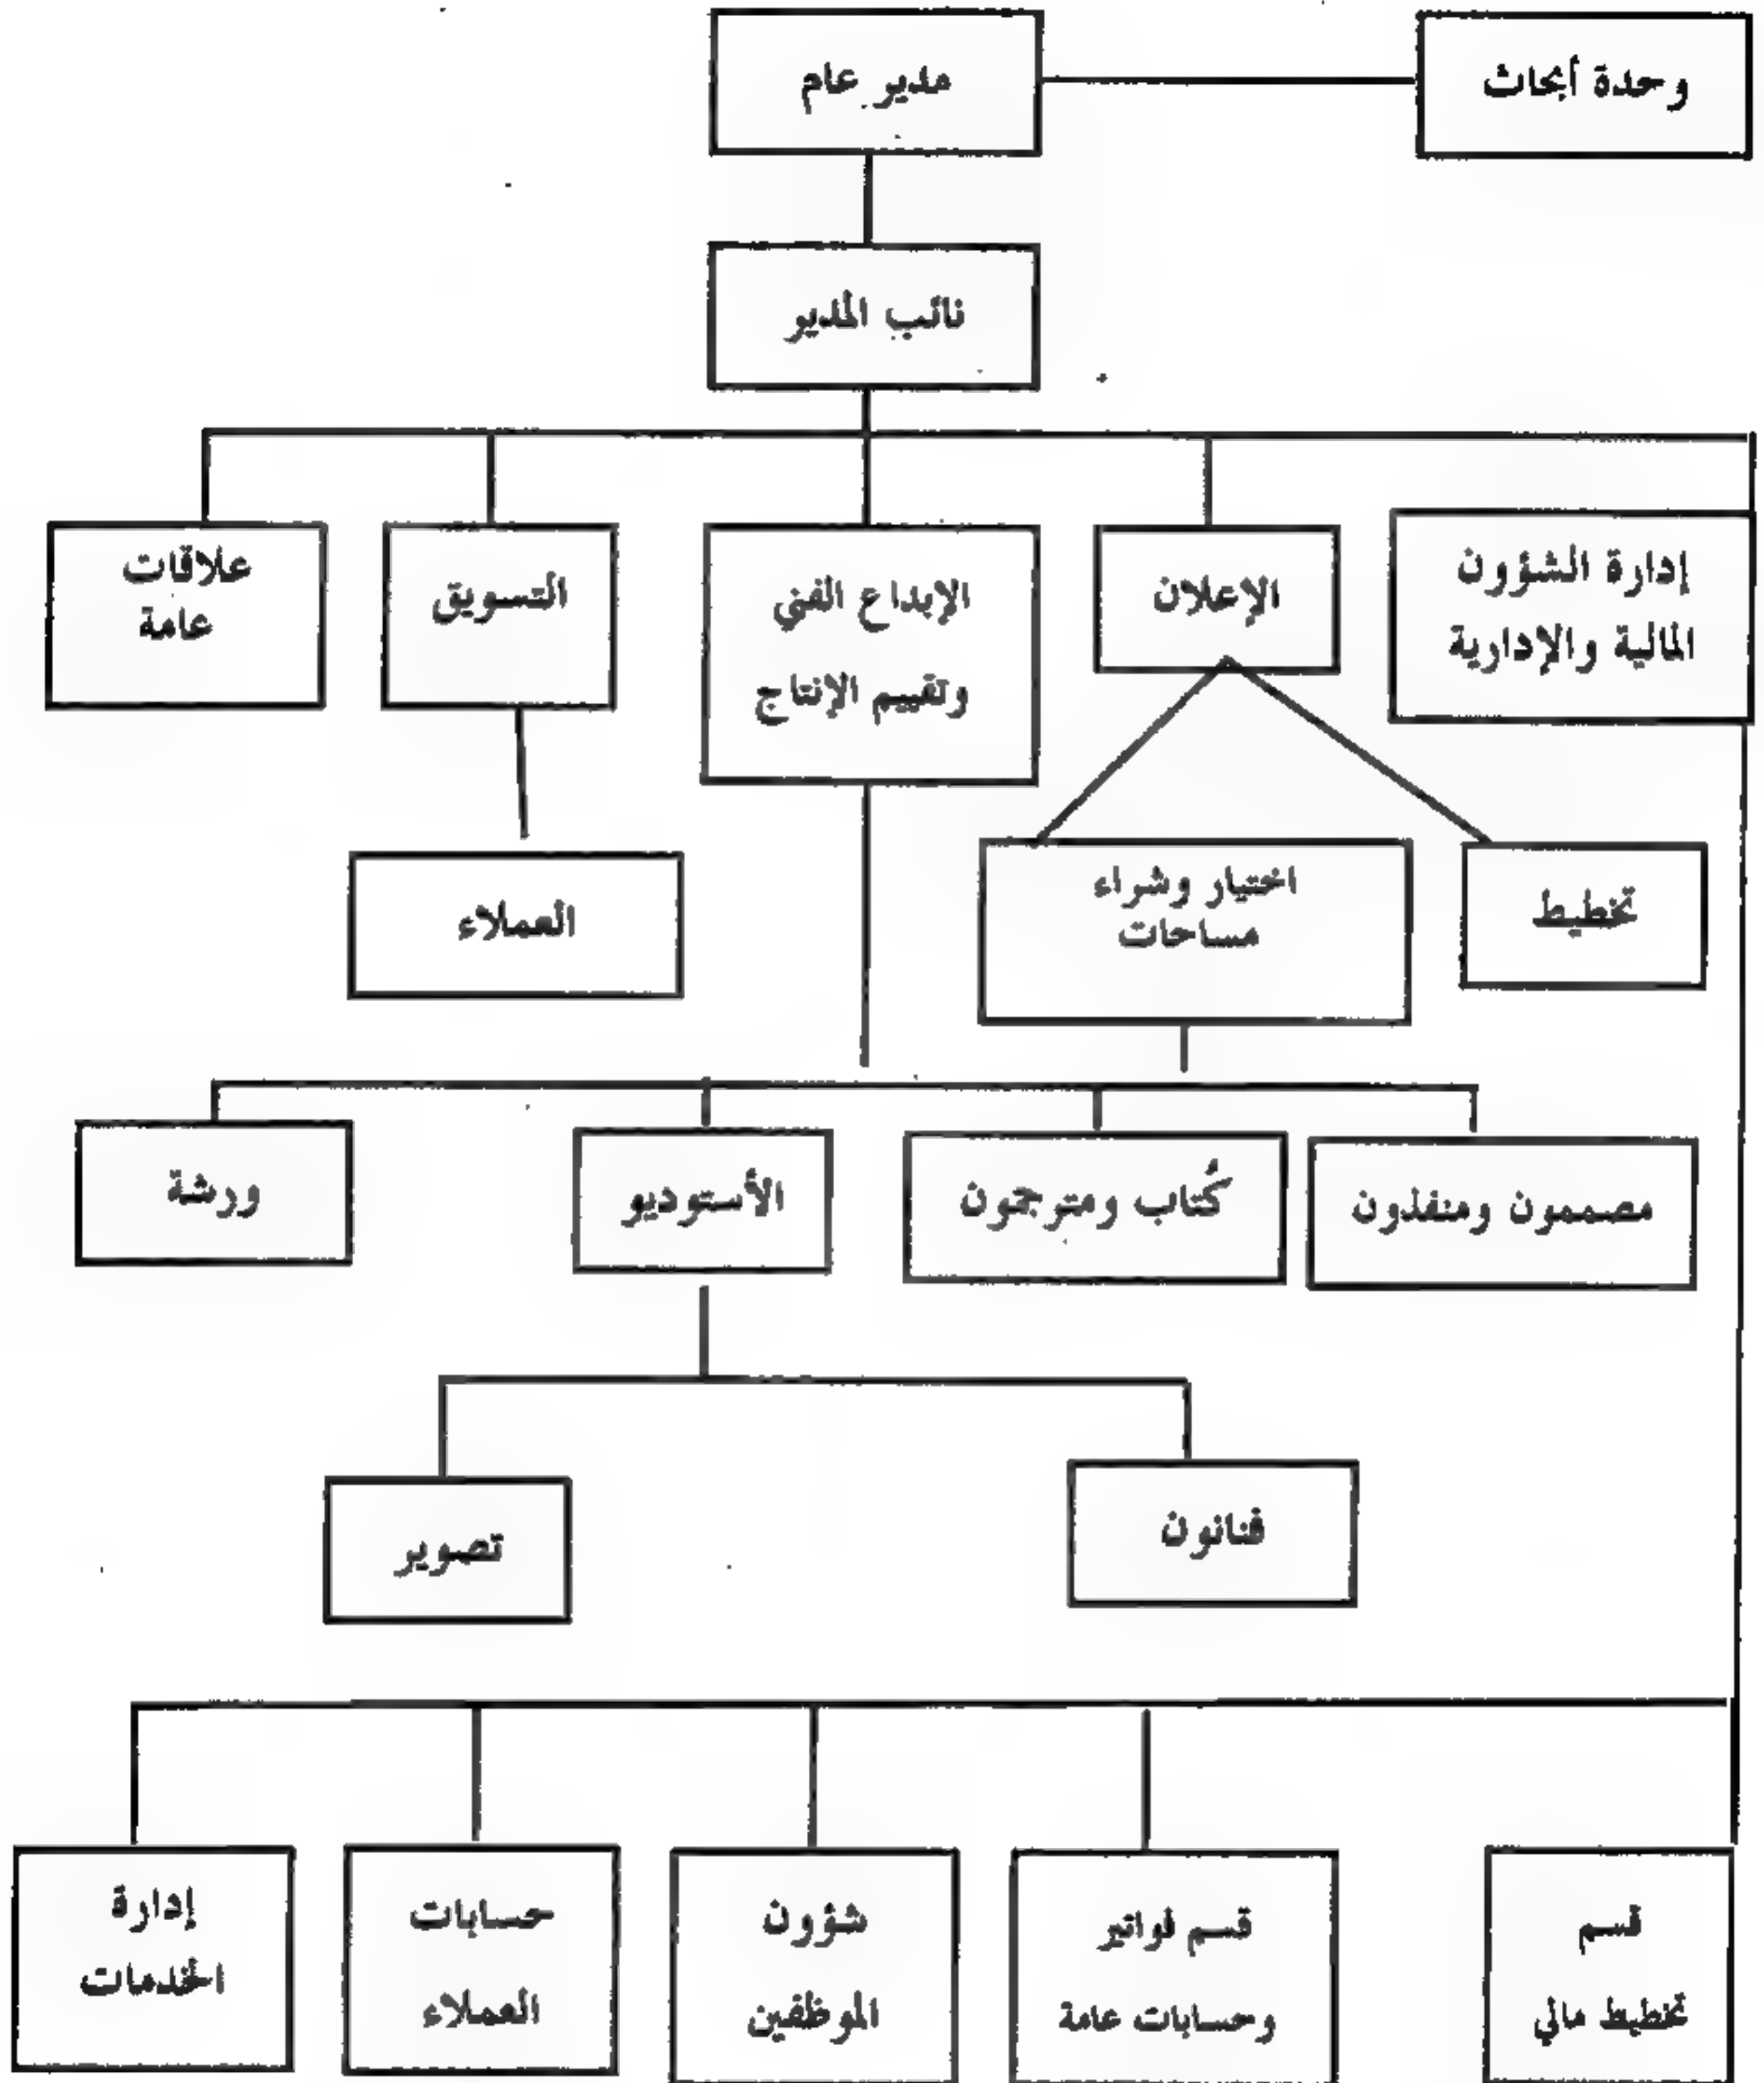 وحدة أبحاث
مدير عام
نائب المدير
إدارة الشؤون
المالية والإدارية
الإعلان
الإبداع الفني
وتقييم الإنتاج
التسويق
علاقات
عامة
تخطيط
اختيار وشراء
مساحات
العملاء
مصممون ومنفذون
كُتاب ومترجمون
الأستوديو
ورشة
فنانون
تصوير
قسم
تخطيط مالي
قسم فواتير
وحسابات عامة
شؤون
الموظفين
حسابات
العملاء
إدارة
الخدمات